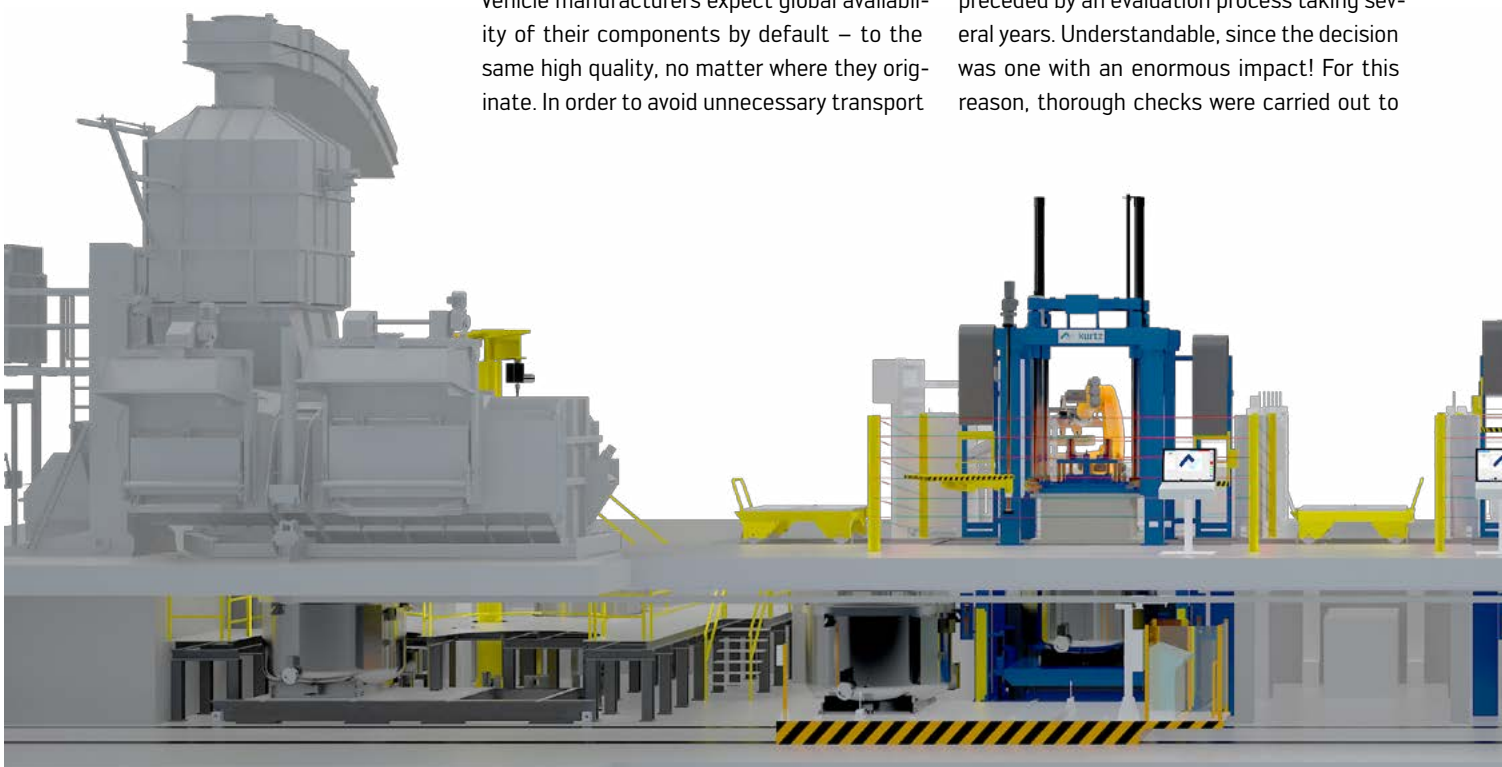 vehicle manufacturers expect global availabil-
ity of their components by default – to the
same high quality, no matter where they orig-
inate. In order to avoid unnecessary transport
preceded by an evaluation process taking sev-
eral years. Understandable, since the decision
was one with an enormous impact! For this
reason, thorough checks were carried out to
kurtz